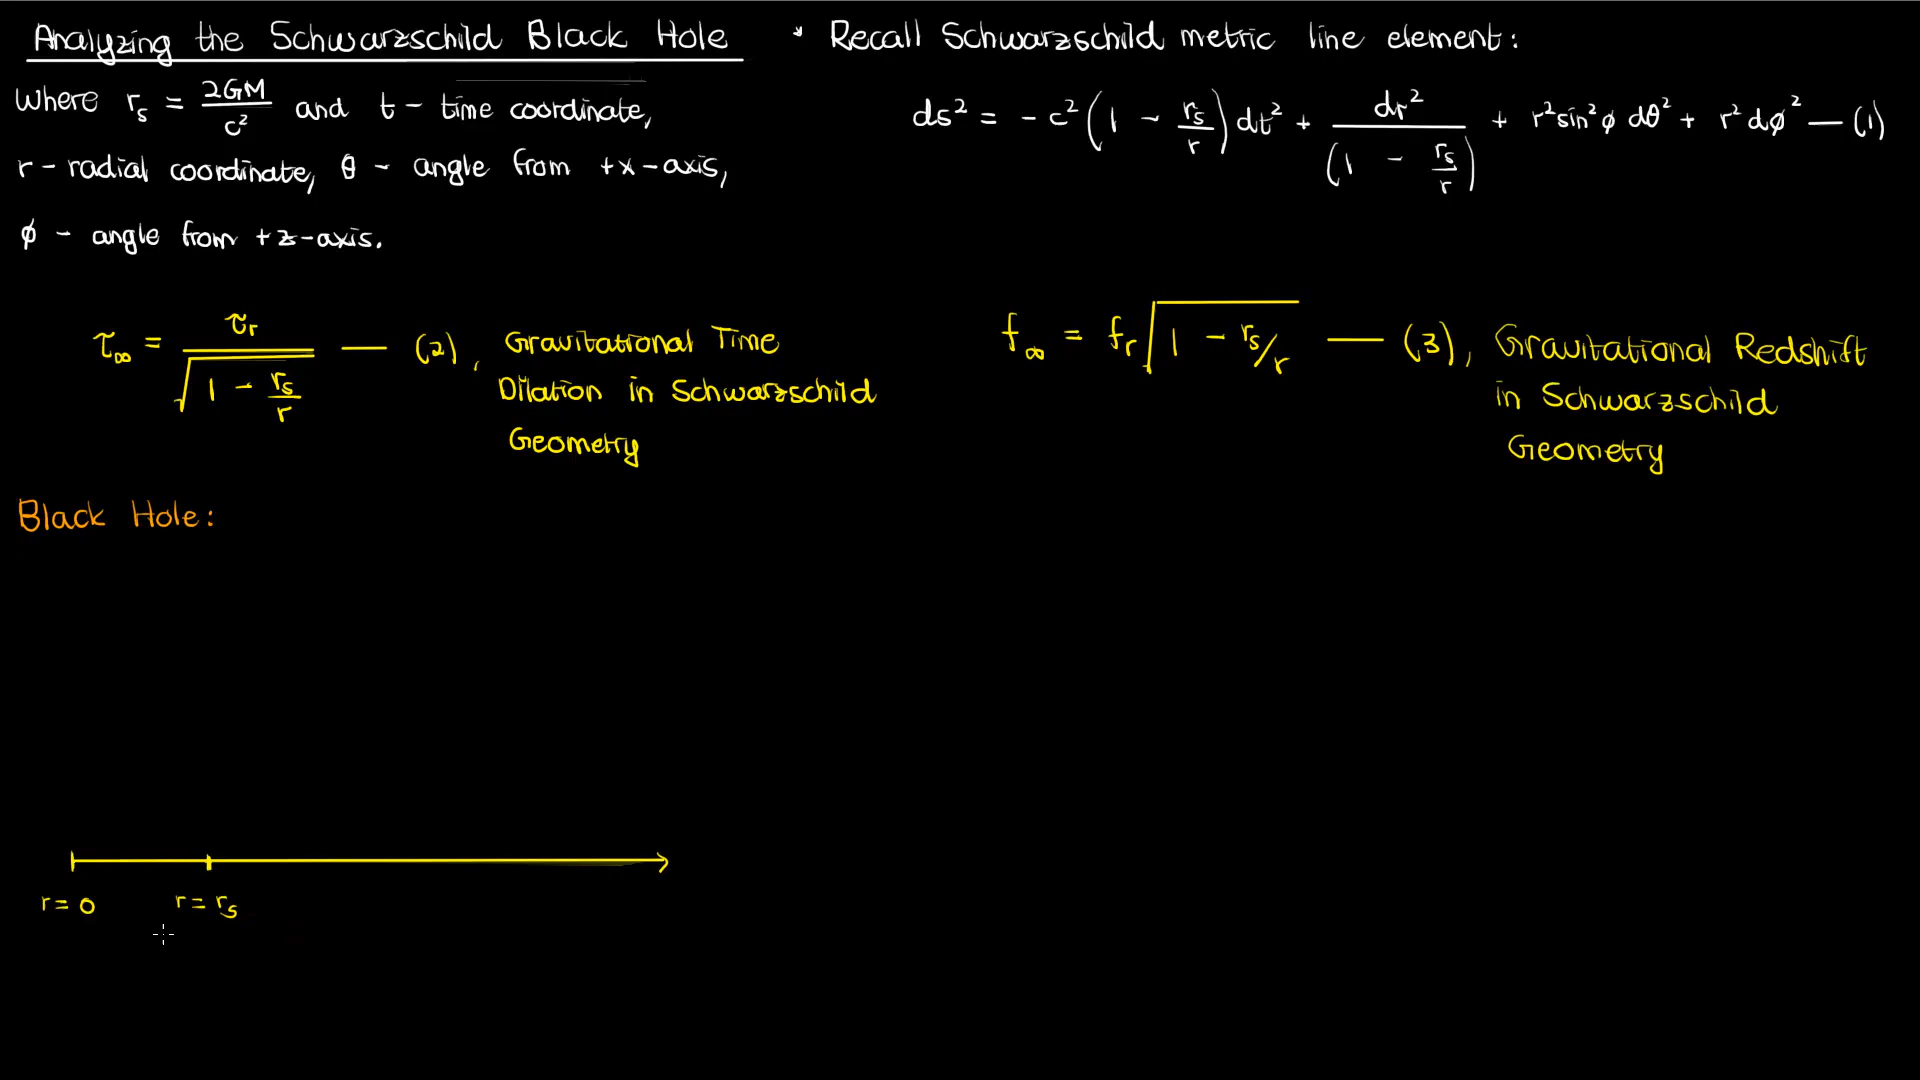 Analyzing the Schwarzschild Black Hole
* Recall Schwarzschild metric line element:
where r_s = 2GM/c² and t - time coordinate,
r - radial coordinate, θ - angle from +x-axis,
ϕ - angle from +z-axis.
ds² = -c²(1 - r_s/r)dt² + dr²/(1 - r_s/r) + r²sin²ϕ dθ² + r²dϕ² — (1)
τ_∞ = τ_r/√(1 - r_s/r) — (2), Gravitational Time
Dilation in Schwarzschild
Geometry
f_∞ = f_r√(1 - r_s/r) — (3), Gravitational Redshift
in Schwarzschild
Geometry
Black Hole:
r = 0 r = r_s